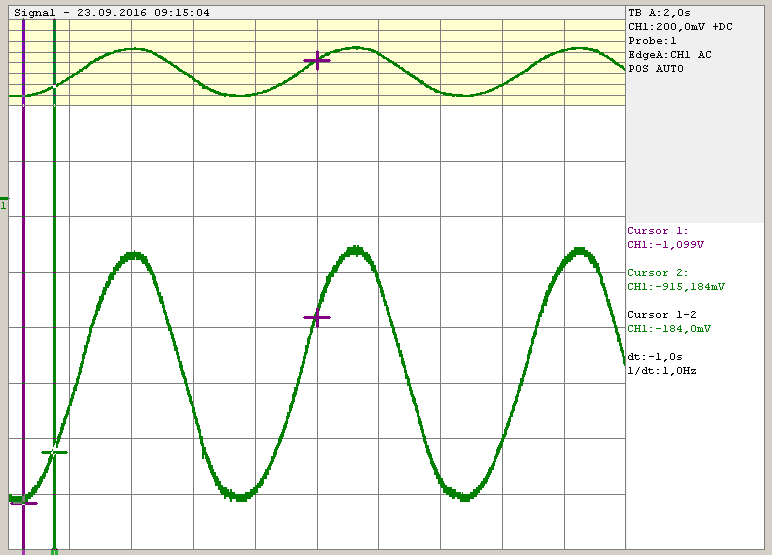 Signal - 23.09.2016 09:15:04
TB A:2,0s
CH1:200,0mV +DC
Probe:1
EdgeA:CH1 AC
POS AUTO
1
Cursor 1:
CH1:-1,099V
Cursor 2:
CH1:-915,184mV
Cursor 1-2
CH1:-184,0mV
dt:-1,0s
1/dt:1,0Hz